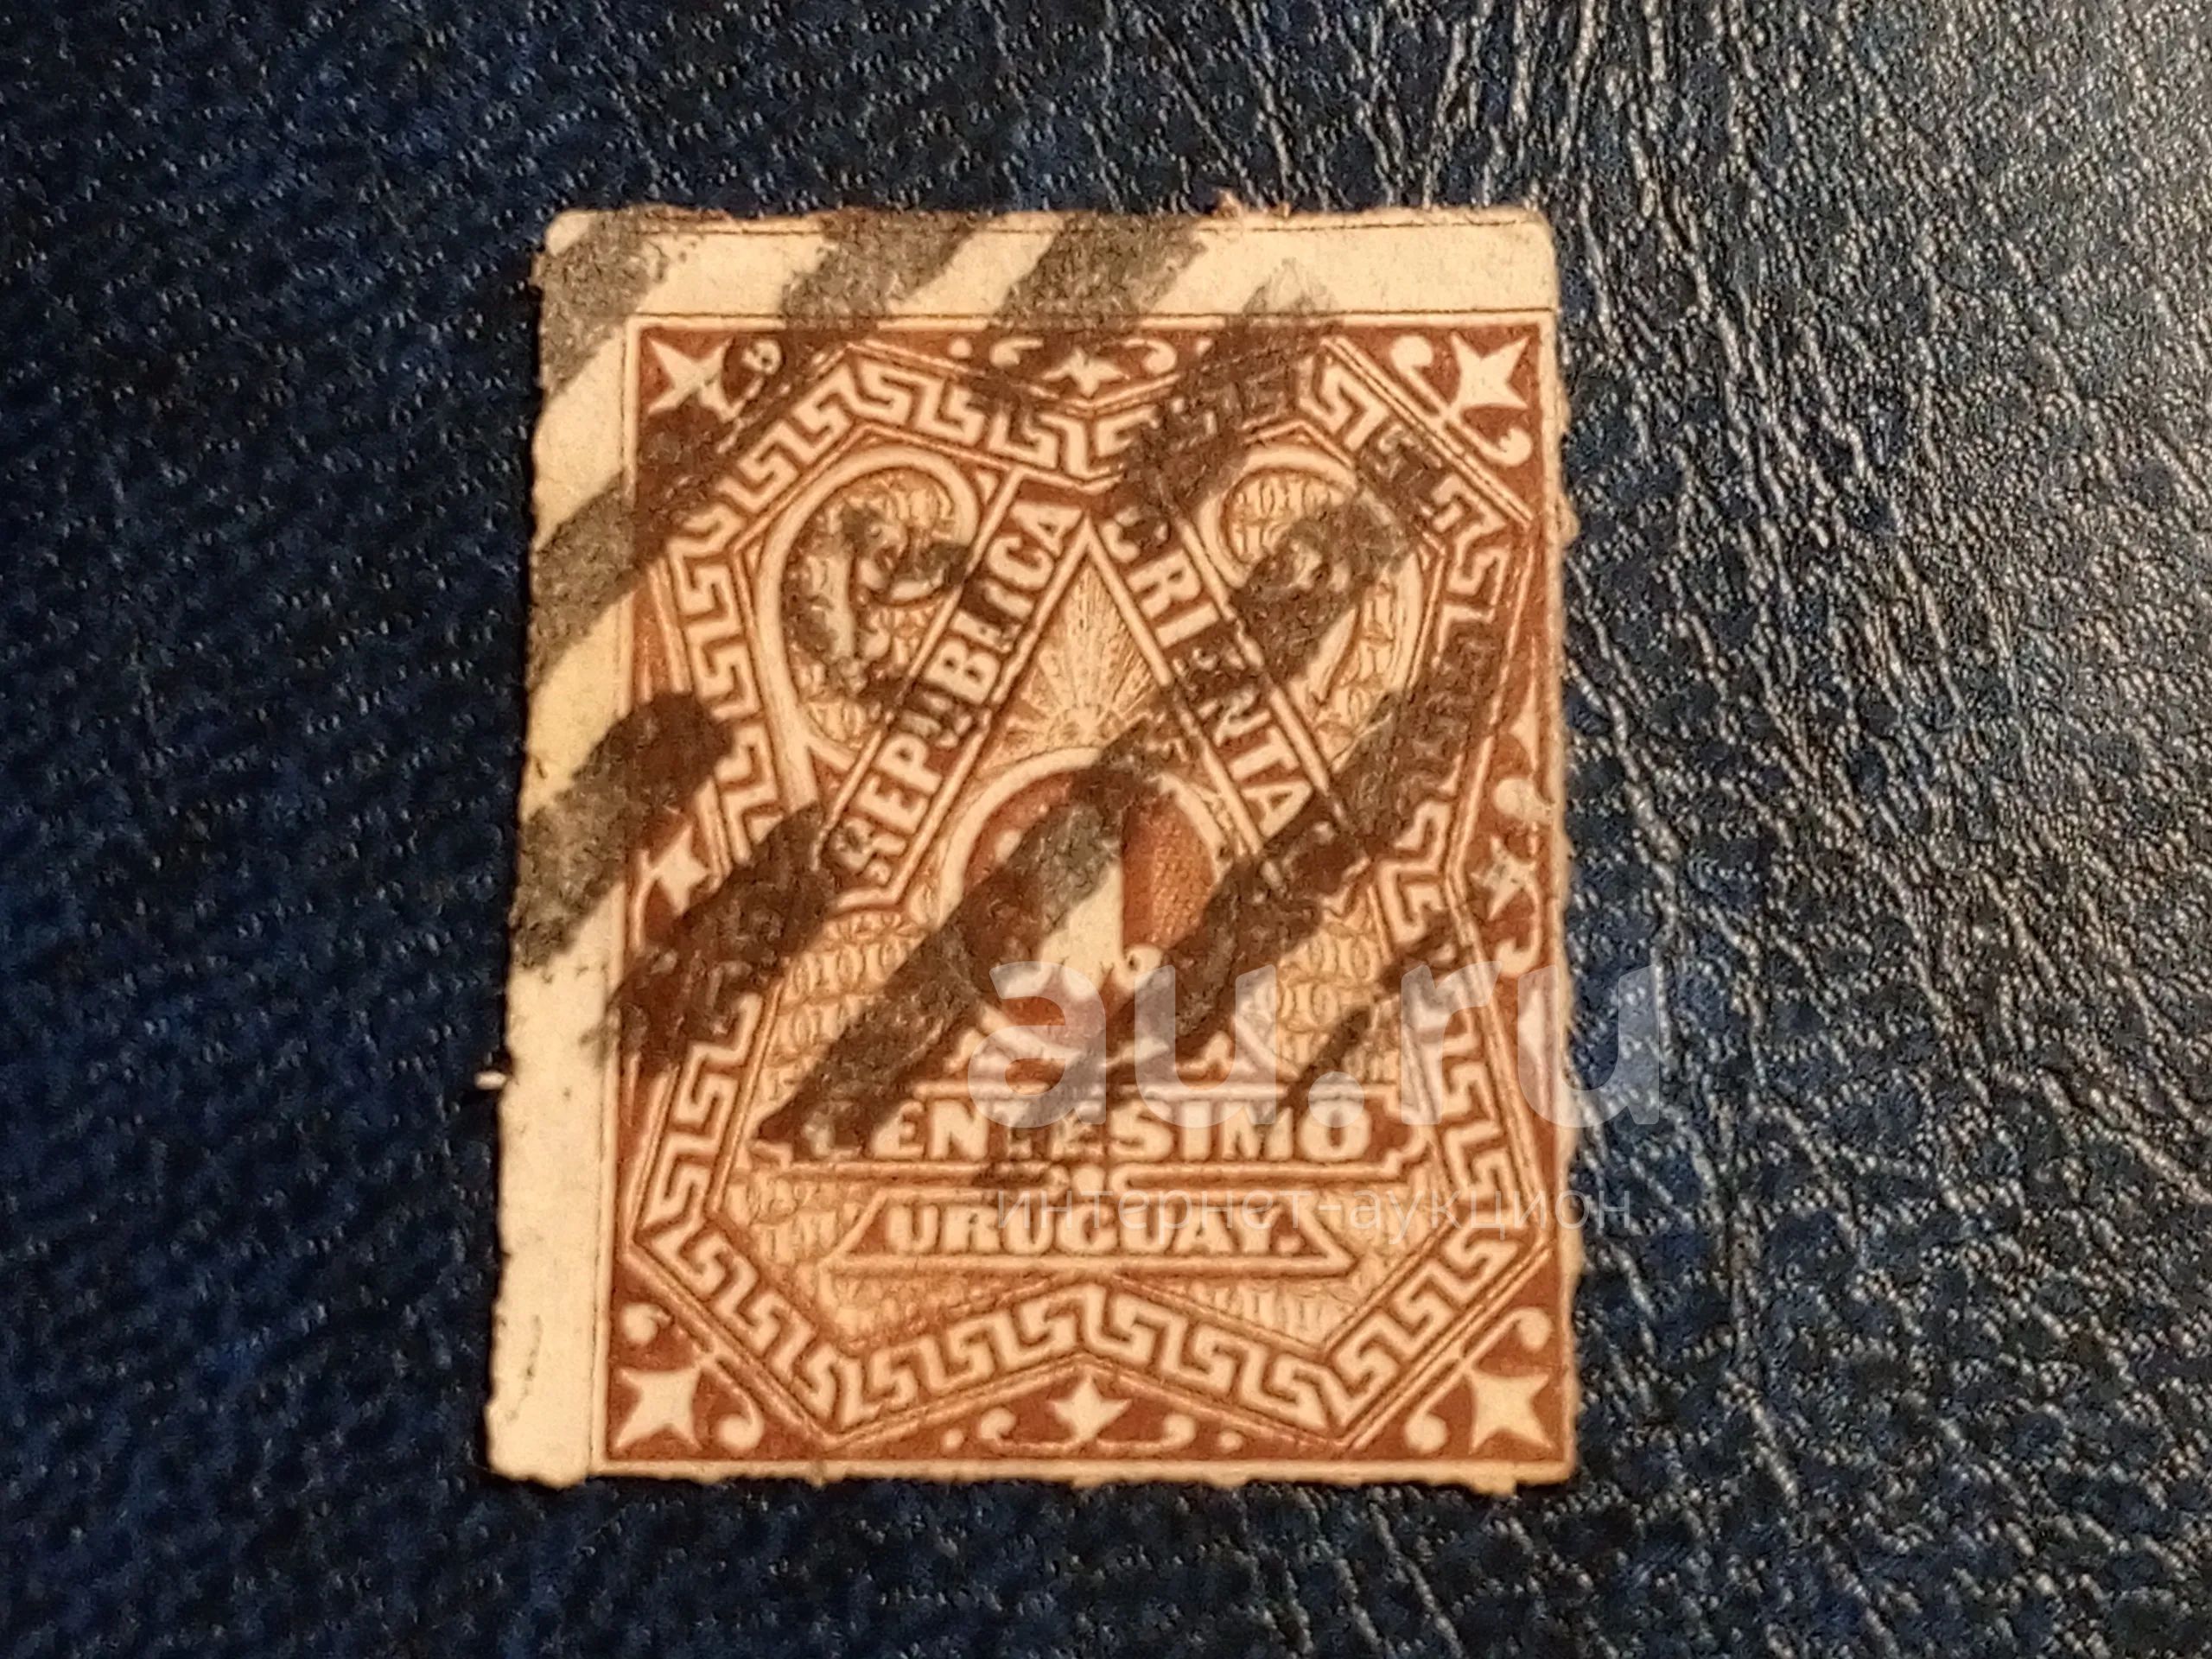 REPUBLICA
ORIENTAL
1
CENTESIMO
URUGUAY.
au.ru
интернет-аукцион